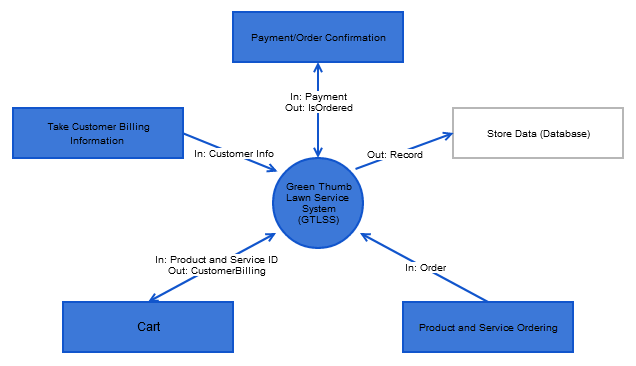 Payment/Order Confirmation
In: Payment
Out: IsOrdered
Take Customer Billing
Information
Store Data (Database)
In: Customer Info
Out: Record
Green Thumb
Lawn Service
System
(GTLSS)
In: Product and Service ID
Out: CustomerBilling
In: Order
Cart
Product and Service Ordering